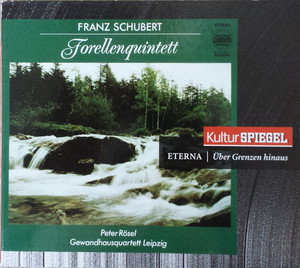 FRANZ SCHUBERT
Forellenquintett
Kultur SPIEGEL
ETERNA | Über Grenzen hinaus
Peter Rösel
Gewandhausquartett Leipzig